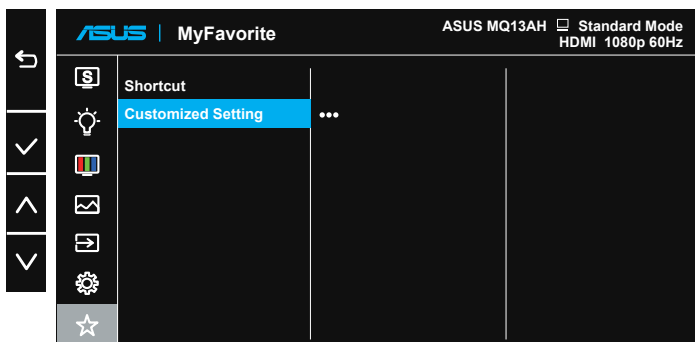 ASUS | MyFavorite
ASUS MQ13AH Standard Mode
HDMI 1080p 60Hz
S
Shortcut
Customized Setting •••